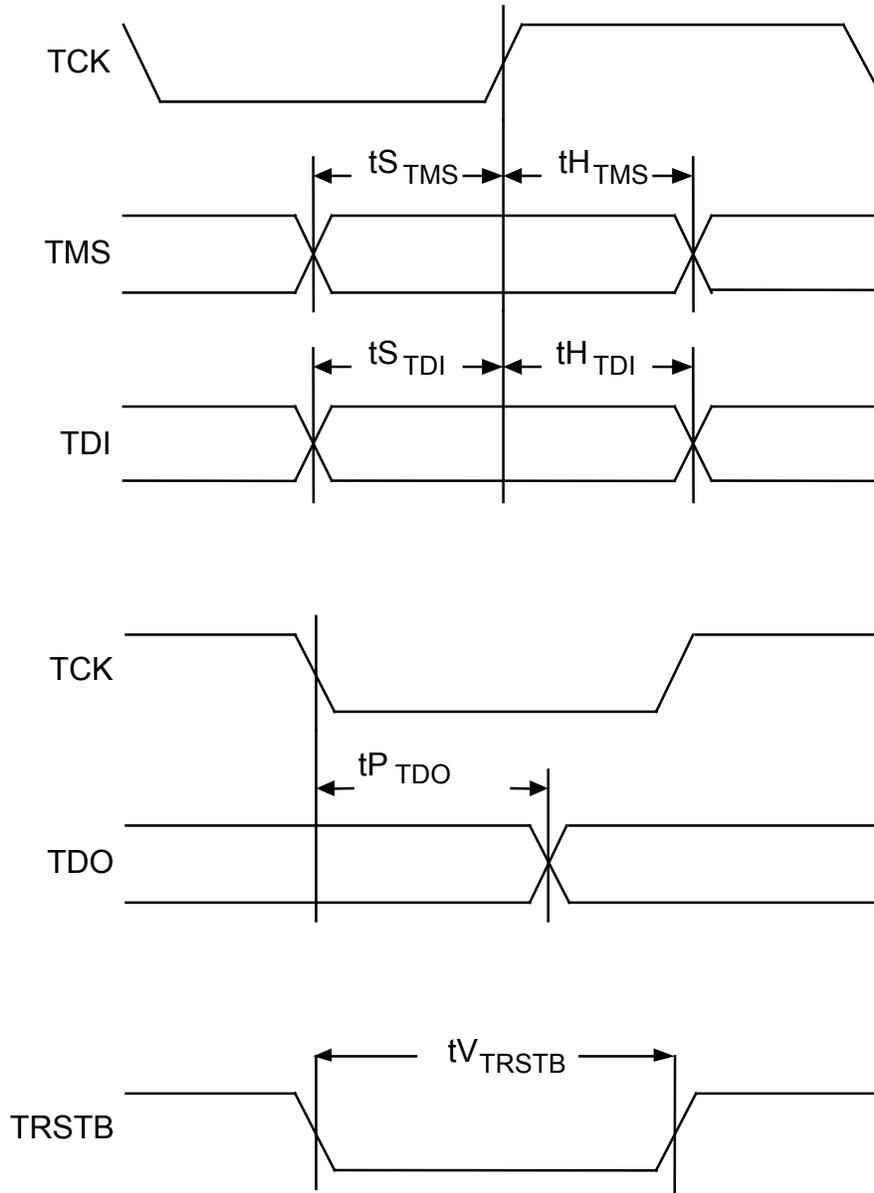 TCK
tS TMS
tH TMS
TMS
tS TDI
tH TDI
TDI
TCK
tP TDO
TDO
tV TRSTB
TRSTB